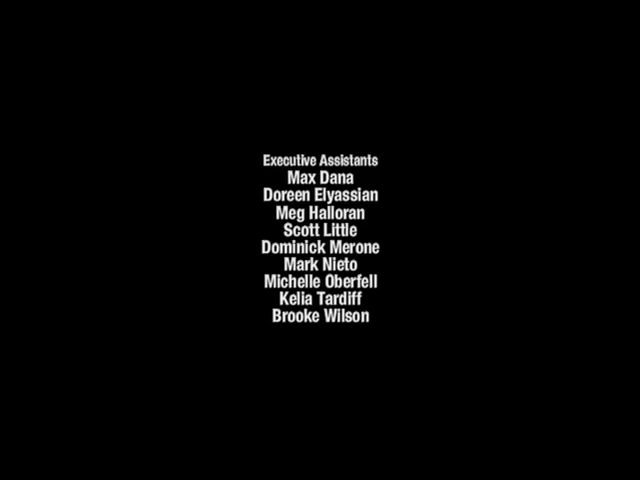 Executive Assistants
Max Dana
Doreen Elyassian
Meg Halloran
Scott Little
Dominick Merone
Mark Nieto
Michelle Oberfell
Kelia Tardiff
Brooke Wilson